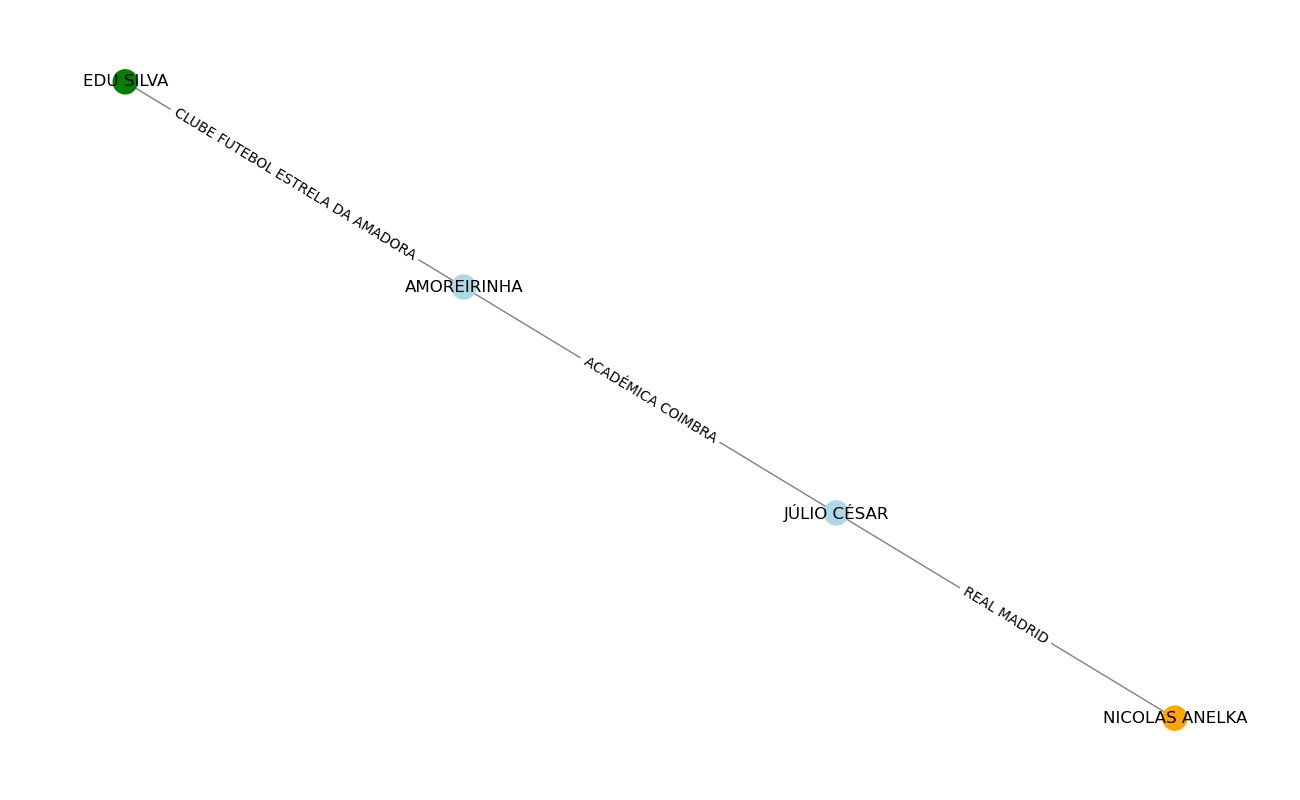 EDU SILVA
CLUBE FUTEBOL ESTRELA DA AMADORA
AMOREIRINHA
ACADÉMICA COIMBRA
JÚLIO CÉSAR
REAL MADRID
NICOLAS ANELKA